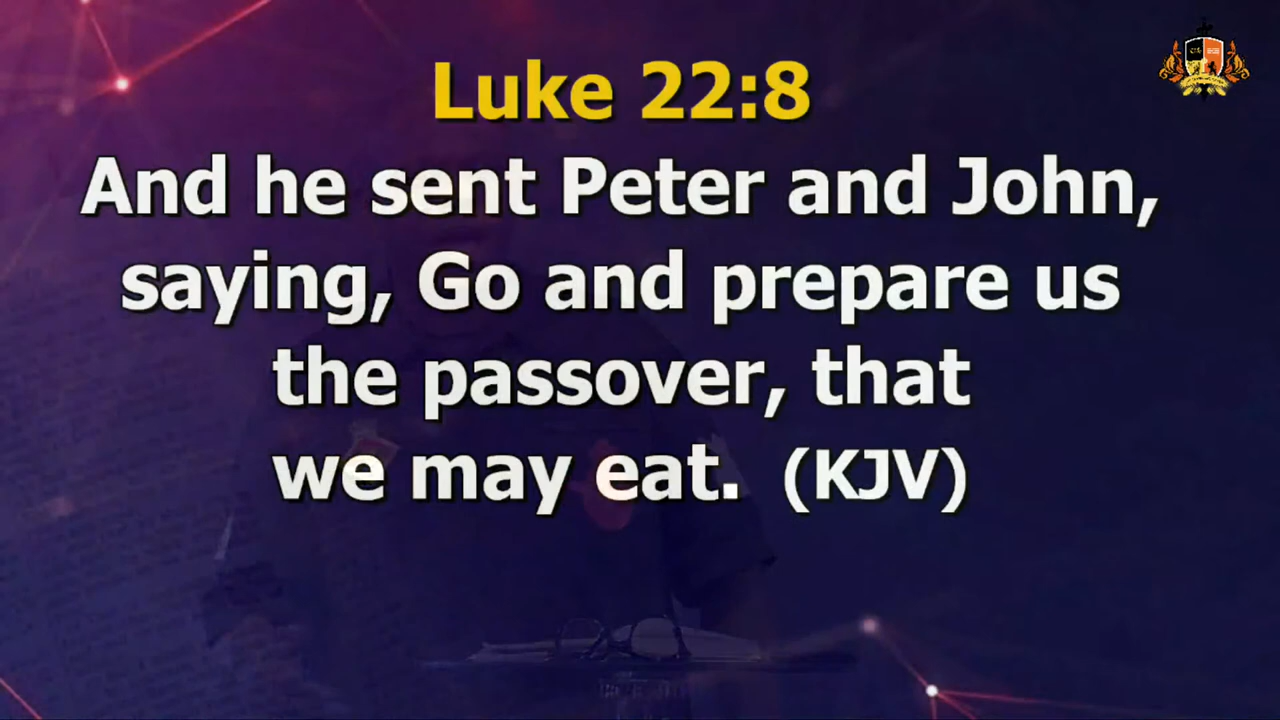 Luke 22:8
And he sent Peter and John,
saying, Go and prepare us
the passover, that
we may eat.  (KJV)